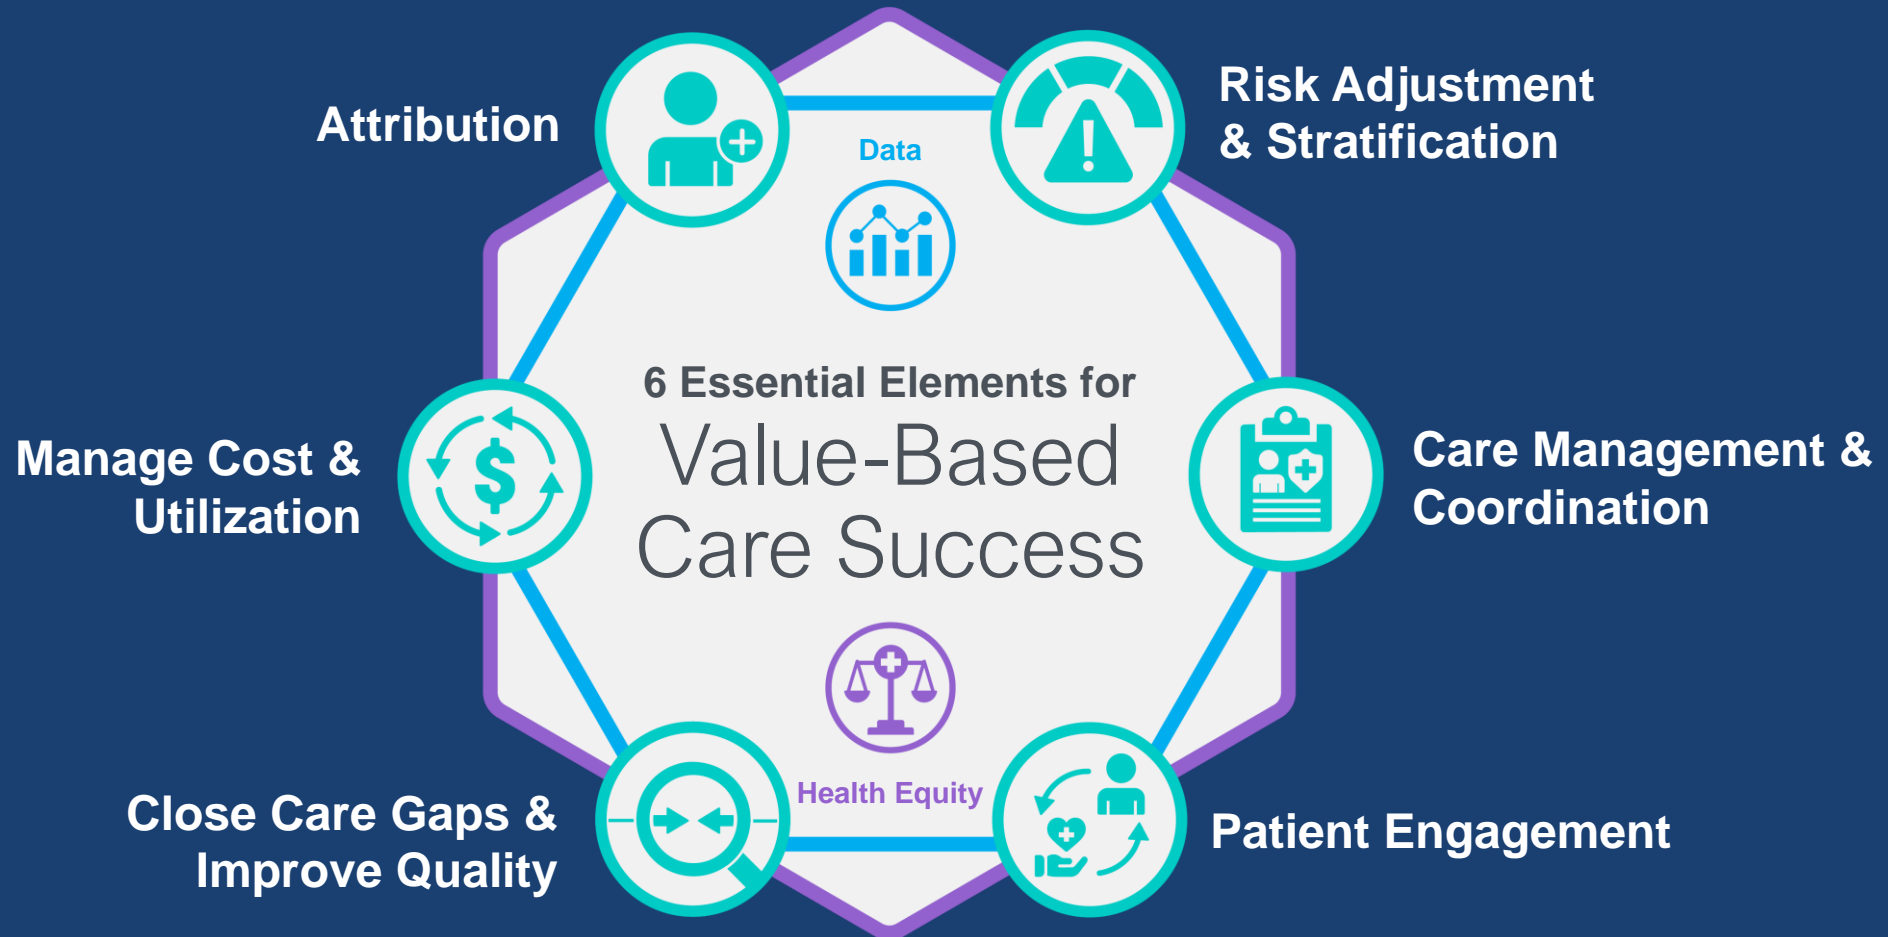 Attribution
Risk Adjustment
& Stratification
Data
6 Essential Elements for
Value-Based
Care Success
Manage Cost &
Utilization
Care Management &
Coordination
Health Equity
Close Care Gaps &
Improve Quality
Patient Engagement